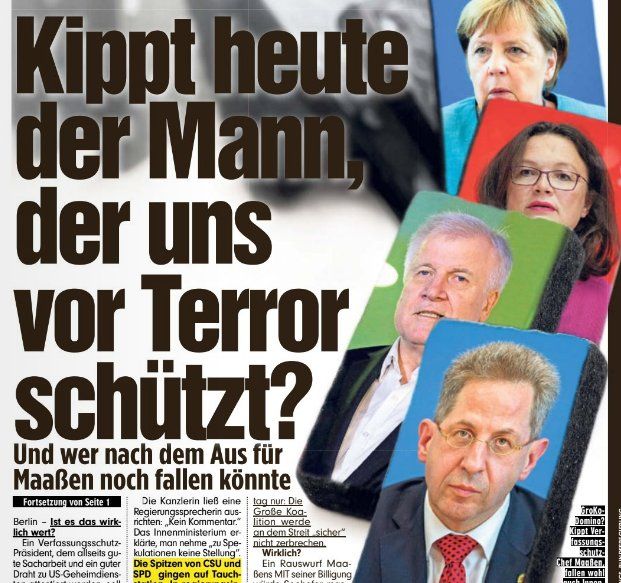 Kippt heute
der Mann,
der uns
vor Terror
schützt?
Und wer nach dem Aus für
Maaßen noch fallen könnte
Fortsetzung von Seite 1
Berlin – Ist es das wirk-
lich wert?
Ein Verfassungsschutz-
Präsident, dem allseits gu-
te Sacharbeit und ein guter
Draht zu US-Geheimdiens-
Die Kanzlerin ließ eine
Regierungssprecherin aus-
richten: „Kein Kommentar.“
Das Innenministerium er-
klärte, man nehme „zu Spe-
kulationen keine Stellung“.
Die Spitzen von CSU und
SPD gingen auf Tauch-
tag nur: Die
Große Koa-
lition werde
an dem Streit „sicher“
nicht zerbrechen.
Wirklich?
Ein Rauswurf Maa-
ßens MIT seiner Billigung
GroKo-
Domino?
Kippt Ver-
fassungs-
schutz-
Chef Maaßen,
fallen wohl